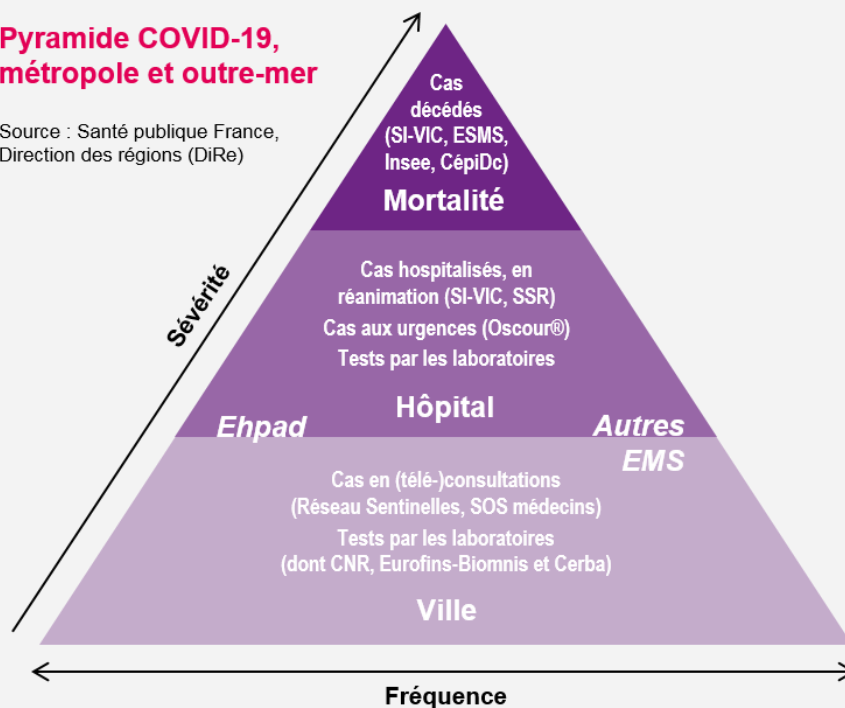 Pyramide COVID-19,
métropole et outre-mer
Source : Santé publique France,
Direction des régions (DiRe)
Cas
décédés
(SI-VIC, ESMS,
Insee, CépiDc)
Mortalité
Sévérité
Cas hospitalisés, en
réanimation (SI-VIC, SSR)
Cas aux urgences (Oscour®)
Tests par les laboratoires
Hôpital
Ehpad
Autres
EMS
Cas en (télé-)consultations
(Réseau Sentinelles, SOS médecins)
Tests par les laboratoires
(dont CNR, Eurofins-Biomnis et Cerba)
Ville
Fréquence